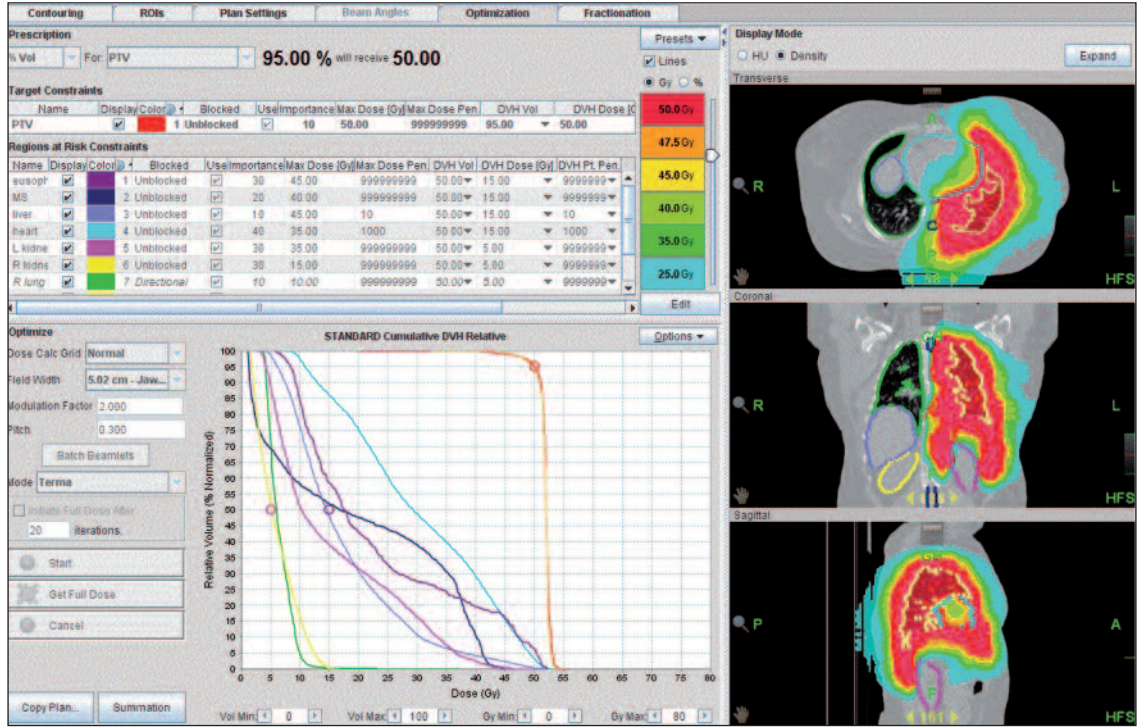 Contouring ROIs Plan Settings Beam Angles Optimization Fractionation
Prescription
% Vol For: PTV 95.00 % will receive 50.00
Target Constraints
Name Display Color Blocked Use Importance Max Dose [Gy] Max Dose Pen. DVH Vol DVH Dose [G
PTV 1 Unblocked 10 50.00 999999999 95.00 50.00
Regions at Risk Constraints
Name Display Color Blocked Use Importance Max Dose [Gy] Max Dose Pen. DVH Vol DVH Dose [Gy] DVH Pt. Pen.
eusoph 1 Unblocked 30 45.00 999999999 50.00 15.00 9999999
MS 2 Unblocked 20 40.00 999999999 50.00 15.00 9999999
liver 3 Unblocked 10 45.00 10 50.00 15.00 10
heart 4 Unblocked 40 35.00 1000 50.00 15.00 1000
L kidne 5 Unblocked 30 35.00 999999999 50.00 5.00 9999999
R kidne 6 Unblocked 30 15.00 999999999 50.00 5.00 9999999
R lung 7 Directional 10 10.00 999999999 50.00 5.00 9999999
Presets
Lines
Gy %
50.0 Gy
47.5 Gy
45.0 Gy
40.0 Gy
35.0 Gy
25.0 Gy
Edit
Optimize
Dose Calc Grid Normal
Field Width 5.02 cm - Jaw...
Modulation Factor 2.000
Pitch 0.300
Batch Beamlets
Mode Terma
Initiate Full Dose After
20 iterations.
Start
Get Full Dose
Cancel
Copy Plan... Summation
STANDARD Cumulative DVH Relative
Options
Relative Volume (% Normalized)
100
95
90
85
80
75
70
65
60
55
50
45
40
35
30
25
20
15
10
5
0
0 5 10 15 20 25 30 35 40 45 50 55 60 65 70 75 80
Dose (Gy)
Vol Min: 0 Vol Max: 100 Gy Min: 0 Gy Max: 80
Display Mode
HU Density Expand
Transverse
A
R L
HFS
Coronal
R L
HFS
Sagittal
P A
F
161
HFS